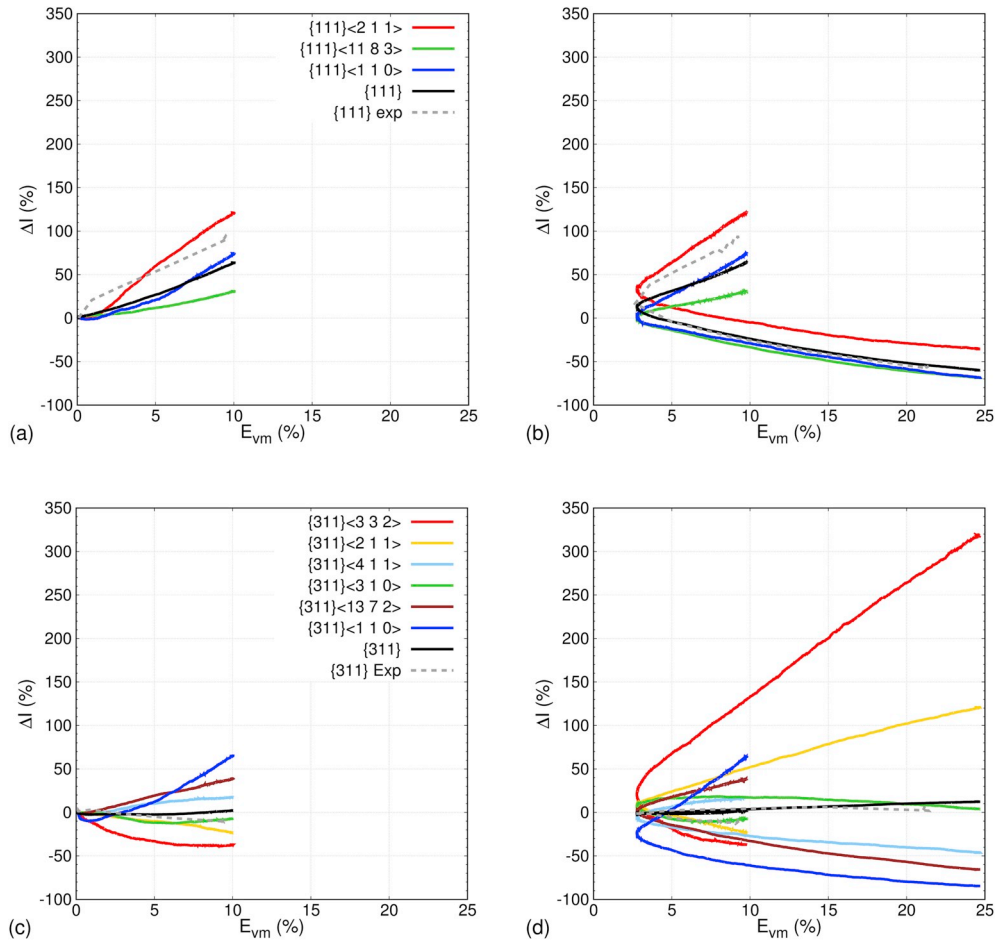 350
300
250
200
150
100
50
0
-50
-100
ΔI (%)
{111}<2 1 1>
{111}<11 8 3>
{111}<1 1 0>
{111}
{111} exp
0 5 10 15 20 25
(a) E_vm (%)
350
300
250
200
150
100
50
0
-50
-100
ΔI (%)
0 5 10 15 20 25
(b) E_vm (%)
350
300
250
200
150
100
50
0
-50
-100
ΔI (%)
{311}<3 3 2>
{311}<2 1 1>
{311}<4 1 1>
{311}<3 1 0>
{311}<13 7 2>
{311}<1 1 0>
{311}
{311} Exp
0 5 10 15 20 25
(c) E_vm (%)
350
300
250
200
150
100
50
0
-50
-100
ΔI (%)
0 5 10 15 20 25
(d) E_vm (%)